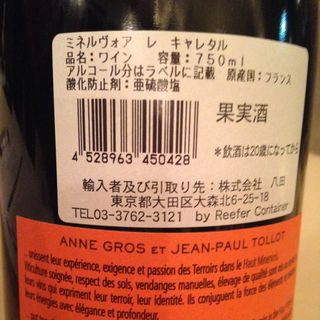 ミネルヴォア レ キャレタル
品名：ワイン 容量：750ml
アルコール分はラベルに記載 原産国：フランス
酸化防止剤：亜硫酸塩
果実酒
4 528963 450428
*飲酒は20歳になってから
輸入者及び引取り先：株式会社 八田
東京都大田区大森北6-25-18
TEL03-3762-3121 by Reefer Container
ANNE GROS ET JEAN-PAUL TOLLOT
...unissent leur expérience, exigence et passion des Terroirs dans le Haut Minervois.
Viticulture soignée, respect des sols, vendanges manuelles, élevage de qualité sont
leurs vins qui expriment leur terroir, leur identité. Ils conjuguent la force des éléments
leurs énergies avec élégance et profondeur.